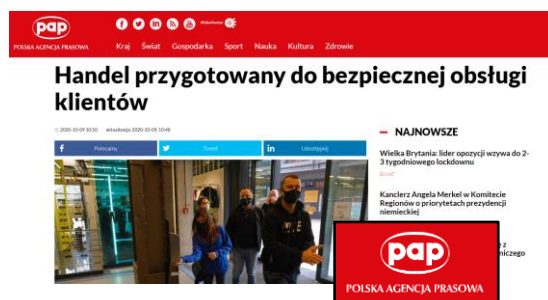 pap
POLSKA AGENCJA PRASOWA
Kraj Świat Gospodarka Sport Nauka Kultura Zdrowie
Handel przygotowany do bezpiecznej obsługi
klientów
Polecamy
Tweet
Udostępnij
NAJNOWSZE
Wielka Brytania: lider opozycji wzywa do 2-
3 tygodniowego lockdownu
Kanclerz Angela Merkel w Komitecie
Regionów o priorytetach prezydencji
niemieckiej
pap
POLSKA AGENCJA PRASOWA